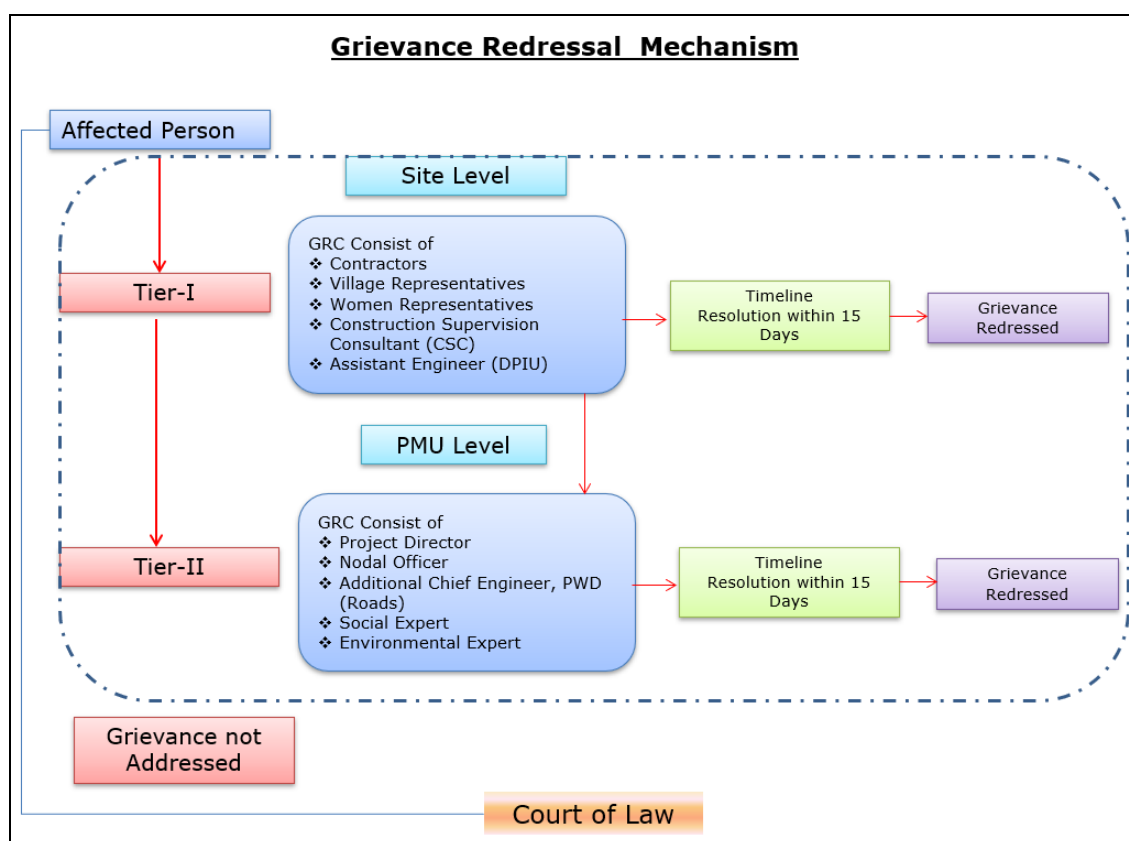 Grievance Redressal Mechanism
Affected Person
Site Level
Tier-I
GRC Consist of
❖ Contractors
❖ Village Representatives
❖ Women Representatives
❖ Construction Supervision
Consultant (CSC)
❖ Assistant Engineer (DPIU)
Timeline
Resolution within 15
Days
Grievance
Redressed
PMU Level
Tier-II
GRC Consist of
❖ Project Director
❖ Nodal Officer
❖ Additional Chief Engineer, PWD
(Roads)
❖ Social Expert
❖ Environmental Expert
Timeline
Resolution within 15
Days
Grievance
Redressed
Grievance not
Addressed
Court of Law